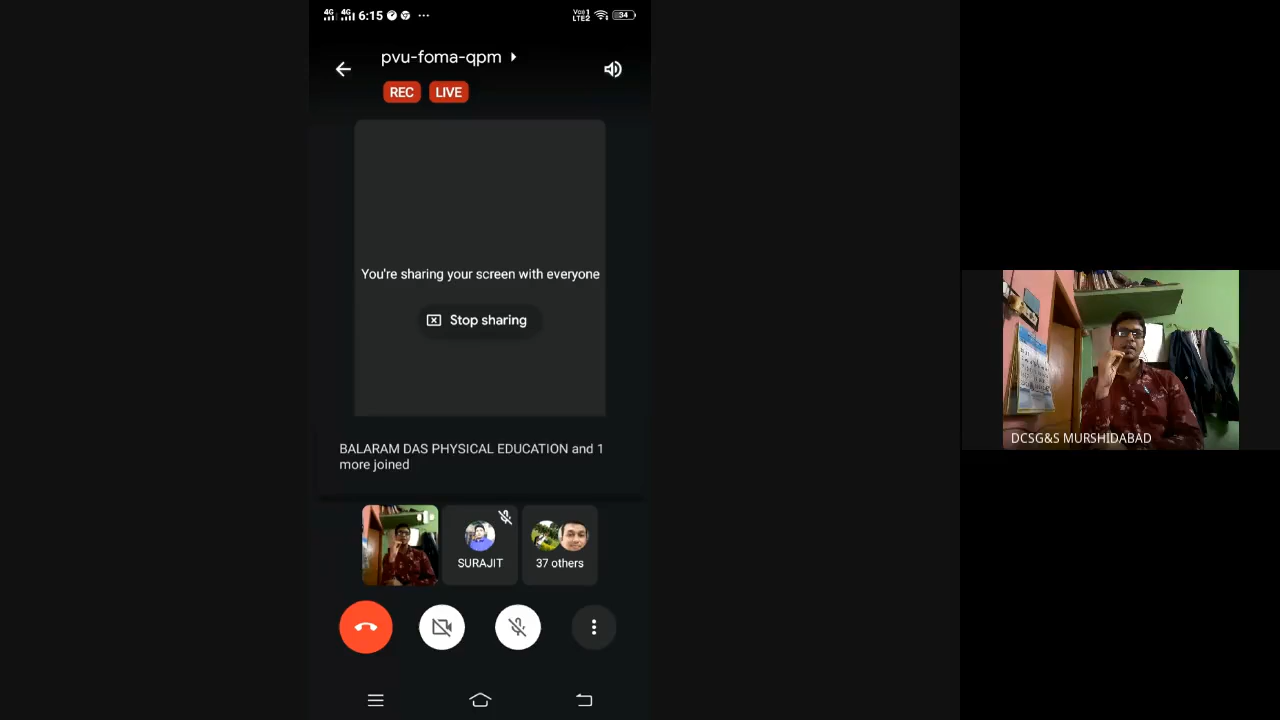 4G 4G 6:15 ... Voo1 LTE2 34
pvu-foma-qpm
REC LIVE
You're sharing your screen with everyone
Stop sharing
BALARAM DAS PHYSICAL EDUCATION and 1
more joined
SURAJIT
37 others
DCSG&S MURSHIDABAD